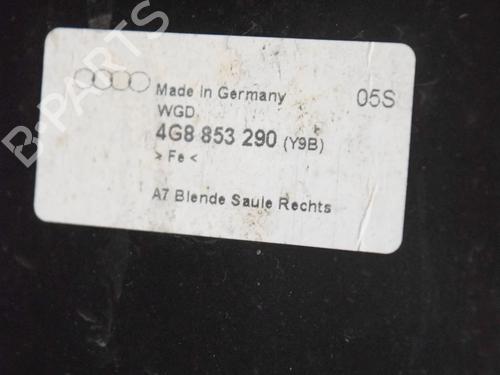 Made in Germany
05S
WGD
4G8 853 290 (Y9B)
> Fe <
A7 Blende Saule Rechts
B-PARTS